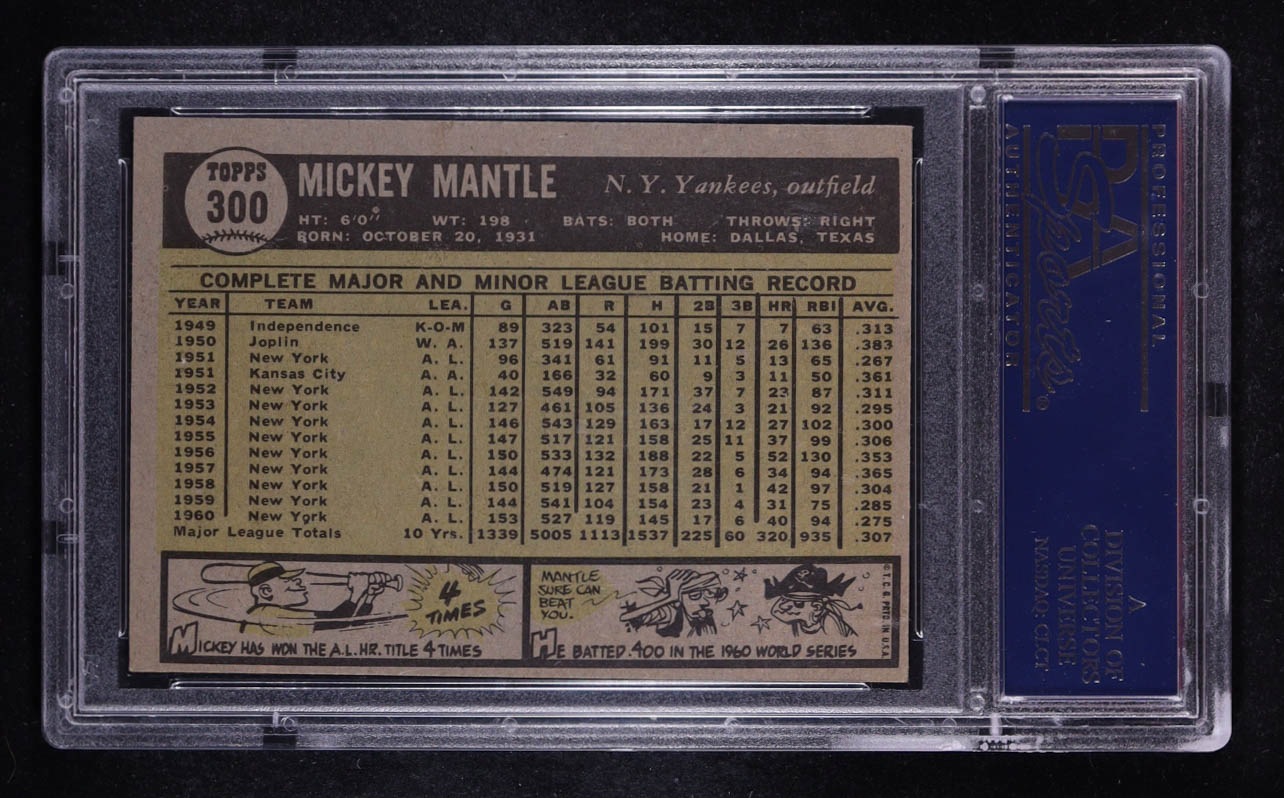 TOPPS
300
MICKEY MANTLE N. Y. Yankees, outfield
HT: 6'0" WT: 198 BATS: BOTH THROWS: RIGHT
BORN: OCTOBER 20, 1931 HOME: DALLAS, TEXAS
COMPLETE MAJOR AND MINOR LEAGUE BATTING RECORD
YEAR TEAM LEA. G AB R H 2B 3B HR RBI AVG.
1949 Independence K-O-M 89 323 54 101 15 7 7 63 .313
1950 Joplin W. A. 137 519 141 199 30 12 26 136 .383
1951 New York A. L. 96 341 61 91 11 5 13 65 .267
1951 Kansas City A. A. 40 166 32 60 9 3 11 50 .361
1952 New York A. L. 142 549 94 171 37 7 23 87 .311
1953 New York A. L. 127 461 105 136 24 3 21 92 .295
1954 New York A. L. 146 543 129 163 17 12 27 102 .300
1955 New York A. L. 147 517 121 158 25 11 37 99 .306
1956 New York A. L. 150 533 132 188 22 5 52 130 .353
1957 New York A. L. 144 474 121 173 28 6 34 94 .365
1958 New York A. L. 150 519 127 158 21 1 42 97 .304
1959 New York A. L. 144 541 104 154 23 4 31 75 .285
1960 New York A. L. 153 527 119 145 17 6 40 94 .275
Major League Totals 10 Yrs. 1339 5005 1113 1537 225 60 320 935 .307
4
TIMES
MICKEY HAS WON THE A.L. HR. TITLE 4 TIMES
MANTLE
SURE CAN
BEAT
YOU.
HE BATTED .400 IN THE 1960 WORLD SERIES
© T.C.G. PRTD. IN U.S.A.
PROFESSIONAL
PSA
Sports
AUTHENTICATOR
A
DIVISION OF
COLLECTORS
UNIVERSE
NASDAQ: CLCT